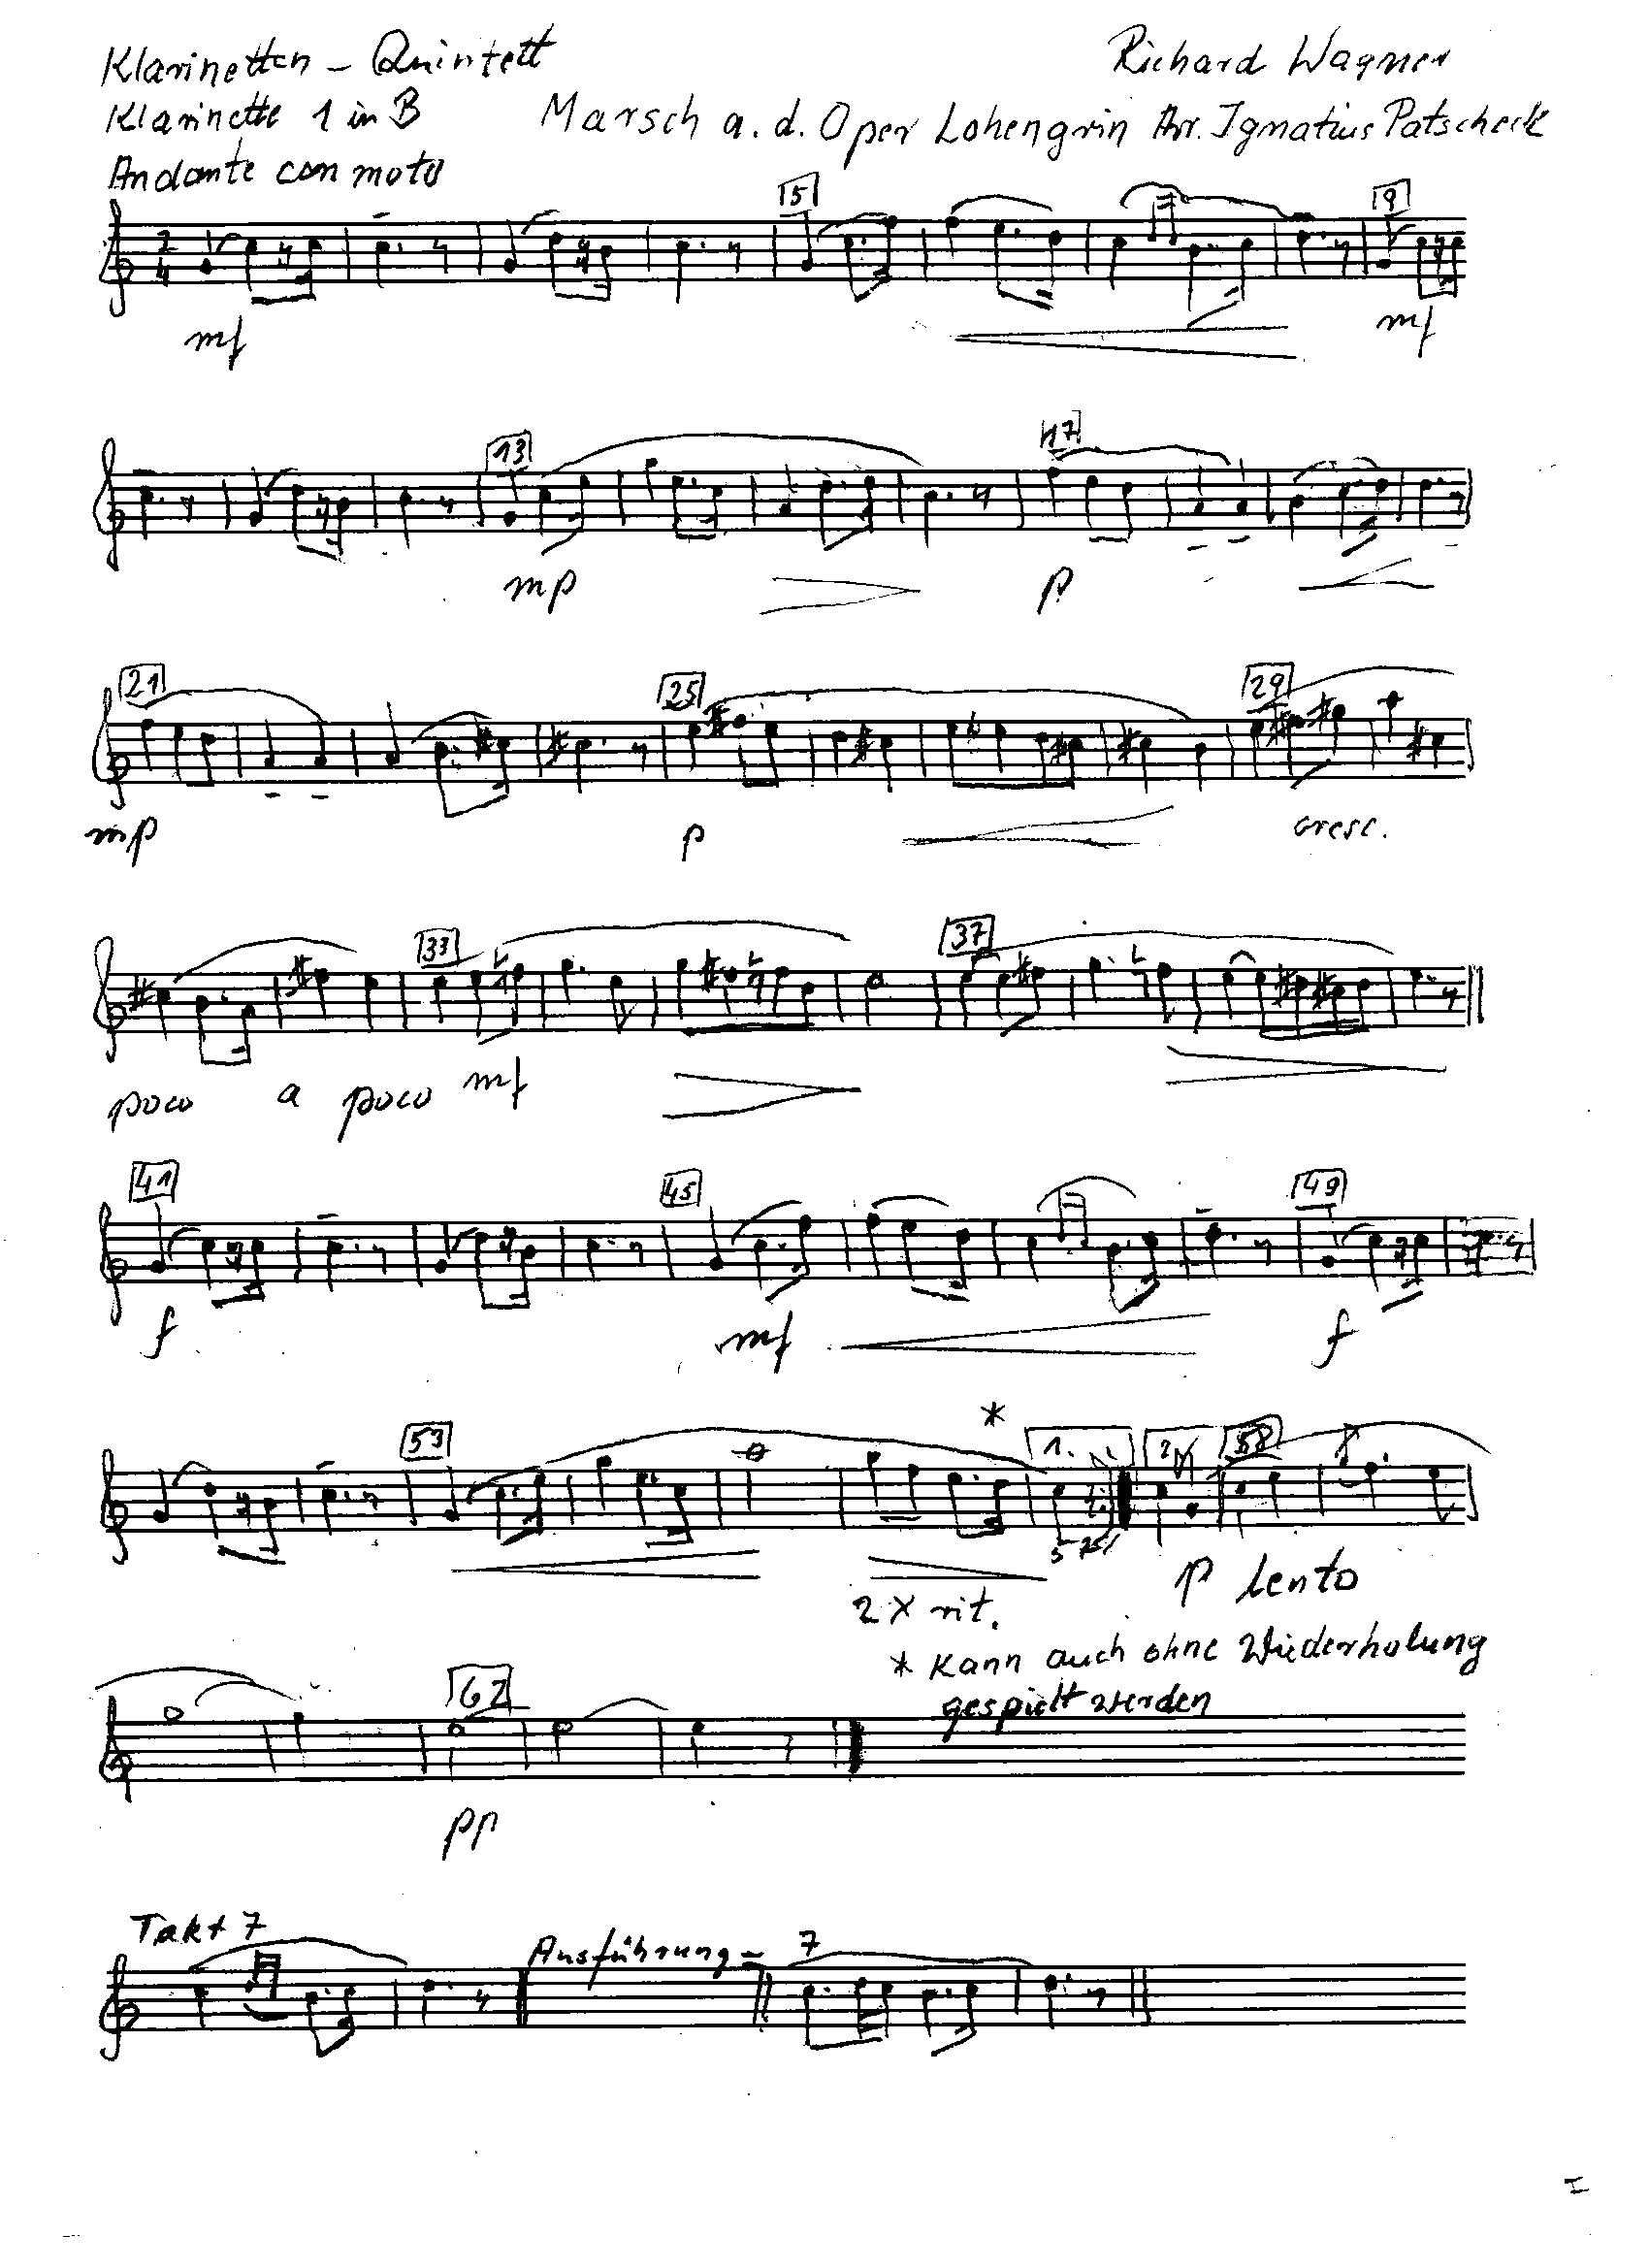 Klarinetten - Quintett
Richard Wagner
Klarinette 1 in B
Marsch a. d. Oper Lohengrin Arr. Ignatius Patscheck
Andante con moto
5
9
2
4
mf
mf
13
17
mp
p
21
25
29
mp
p
cresc.
33
37
poco a poco mf
41
45
49
f
mf
f
*
53
1.
2.
58
p Lento
2 X rit.
* Kann auch ohne Wiederholung
gespielt werden
62
pp
Takt 7
Ausführung =
7
I